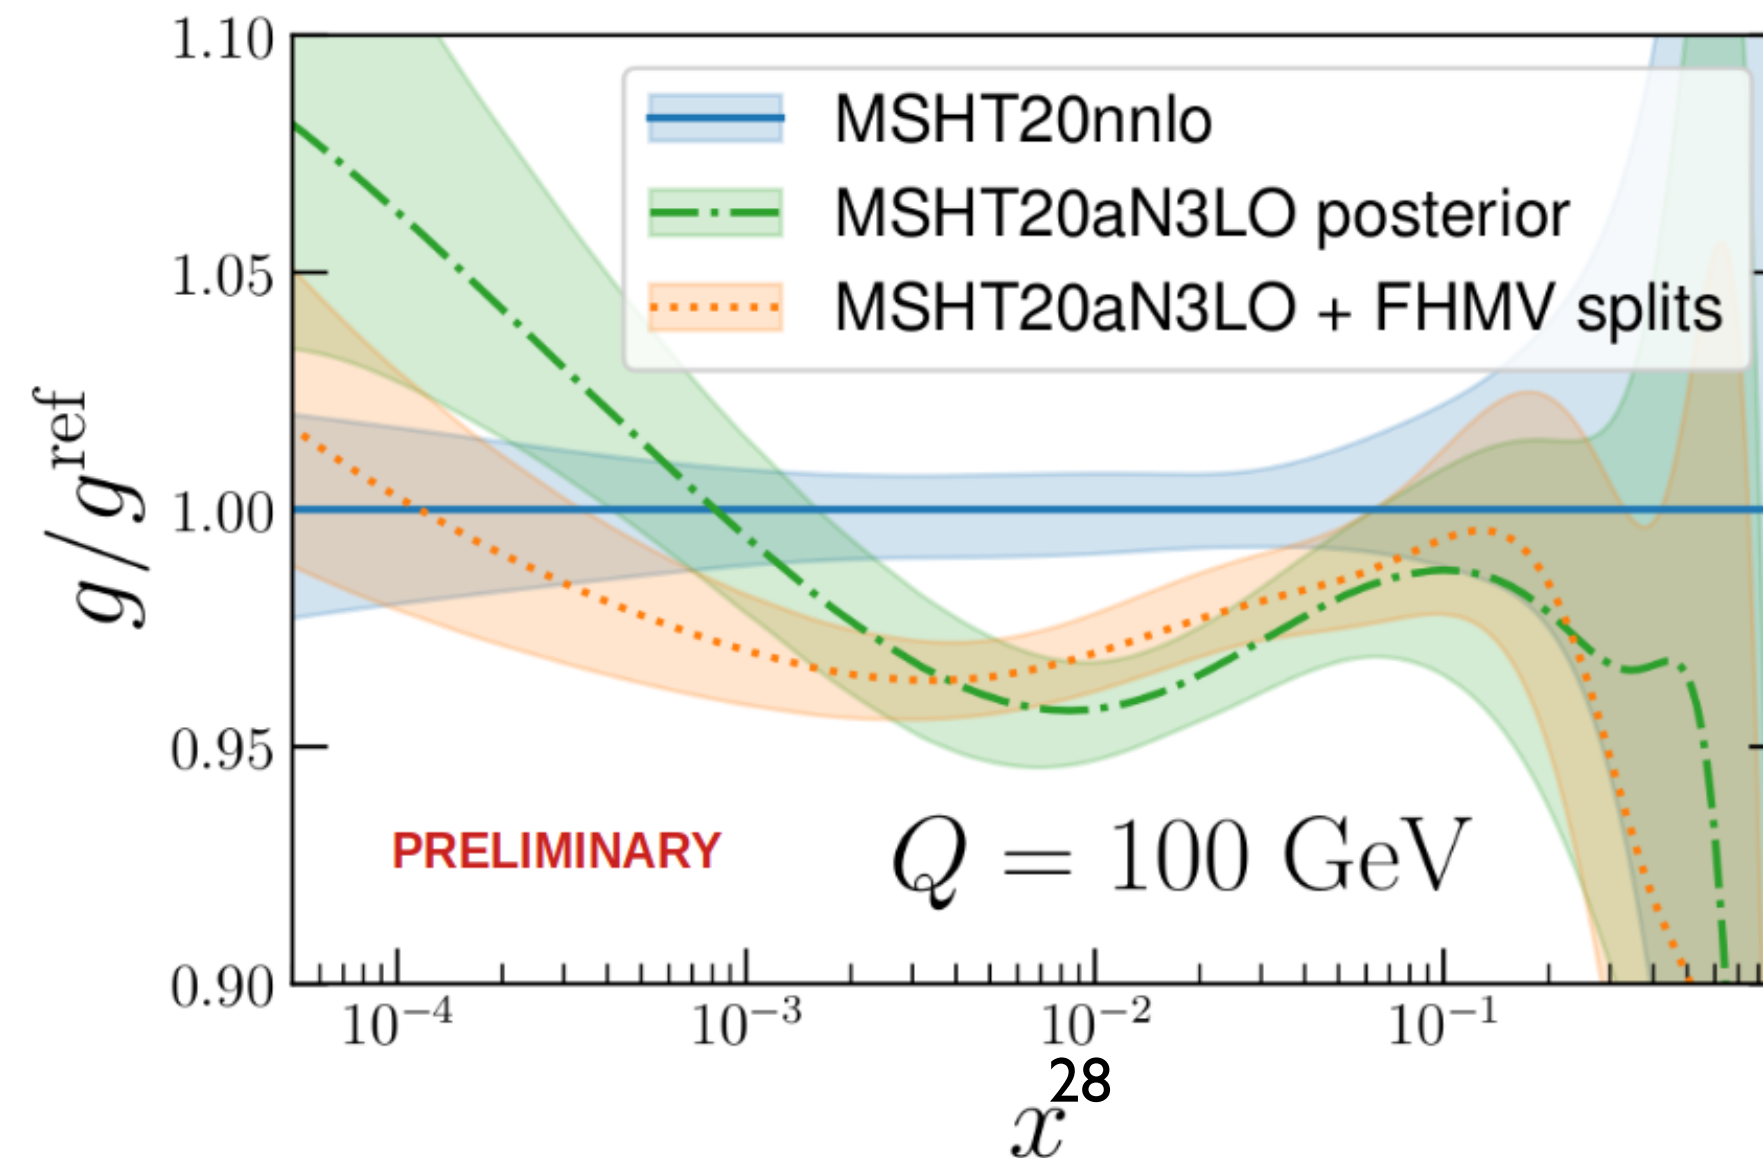 1.10
1.05
1.00
0.95
0.90
g/g^ref
MSHT20nnlo
MSHT20aN3LO posterior
MSHT20aN3LO + FHMV splits
PRELIMINARY
Q = 100 GeV
10⁻⁴ 10⁻³ 10⁻² 10⁻¹
28
x